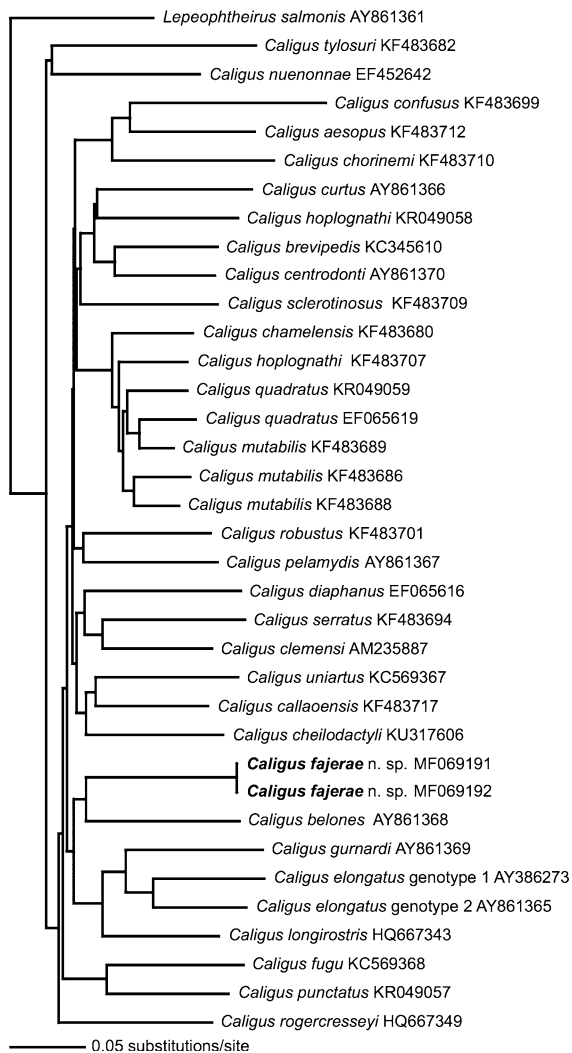 Lepeophtheirus salmonis AY861361
Caligus tylosuri KF483682
Caligus nuenonnae EF452642
Caligus confusus KF483699
Caligus aesopus KF483712
Caligus chorinemi KF483710
Caligus curtus AY861366
Caligus hoplognathi KR049058
Caligus brevipedis KC345610
Caligus centrodonti AY861370
Caligus sclerotinosus KF483709
Caligus chamelensis KF483680
Caligus hoplognathi KF483707
Caligus quadratus KR049059
Caligus quadratus EF065619
Caligus mutabilis KF483689
Caligus mutabilis KF483686
Caligus mutabilis KF483688
Caligus robustus KF483701
Caligus pelamydis AY861367
Caligus diaphanus EF065616
Caligus serratus KF483694
Caligus clemensi AM235887
Caligus uniartus KC569367
Caligus callaoensis KF483717
Caligus cheilodactyli KU317606
Caligus fajerae n. sp. MF069191
Caligus fajerae n. sp. MF069192
Caligus belones AY861368
Caligus gurnardi AY861369
Caligus elongatus genotype 1 AY386273
Caligus elongatus genotype 2 AY861365
Caligus longirostris HQ667343
Caligus fugu KC569368
Caligus punctatus KR049057
Caligus rogercresseyi HQ667349
0.05 substitutions/site